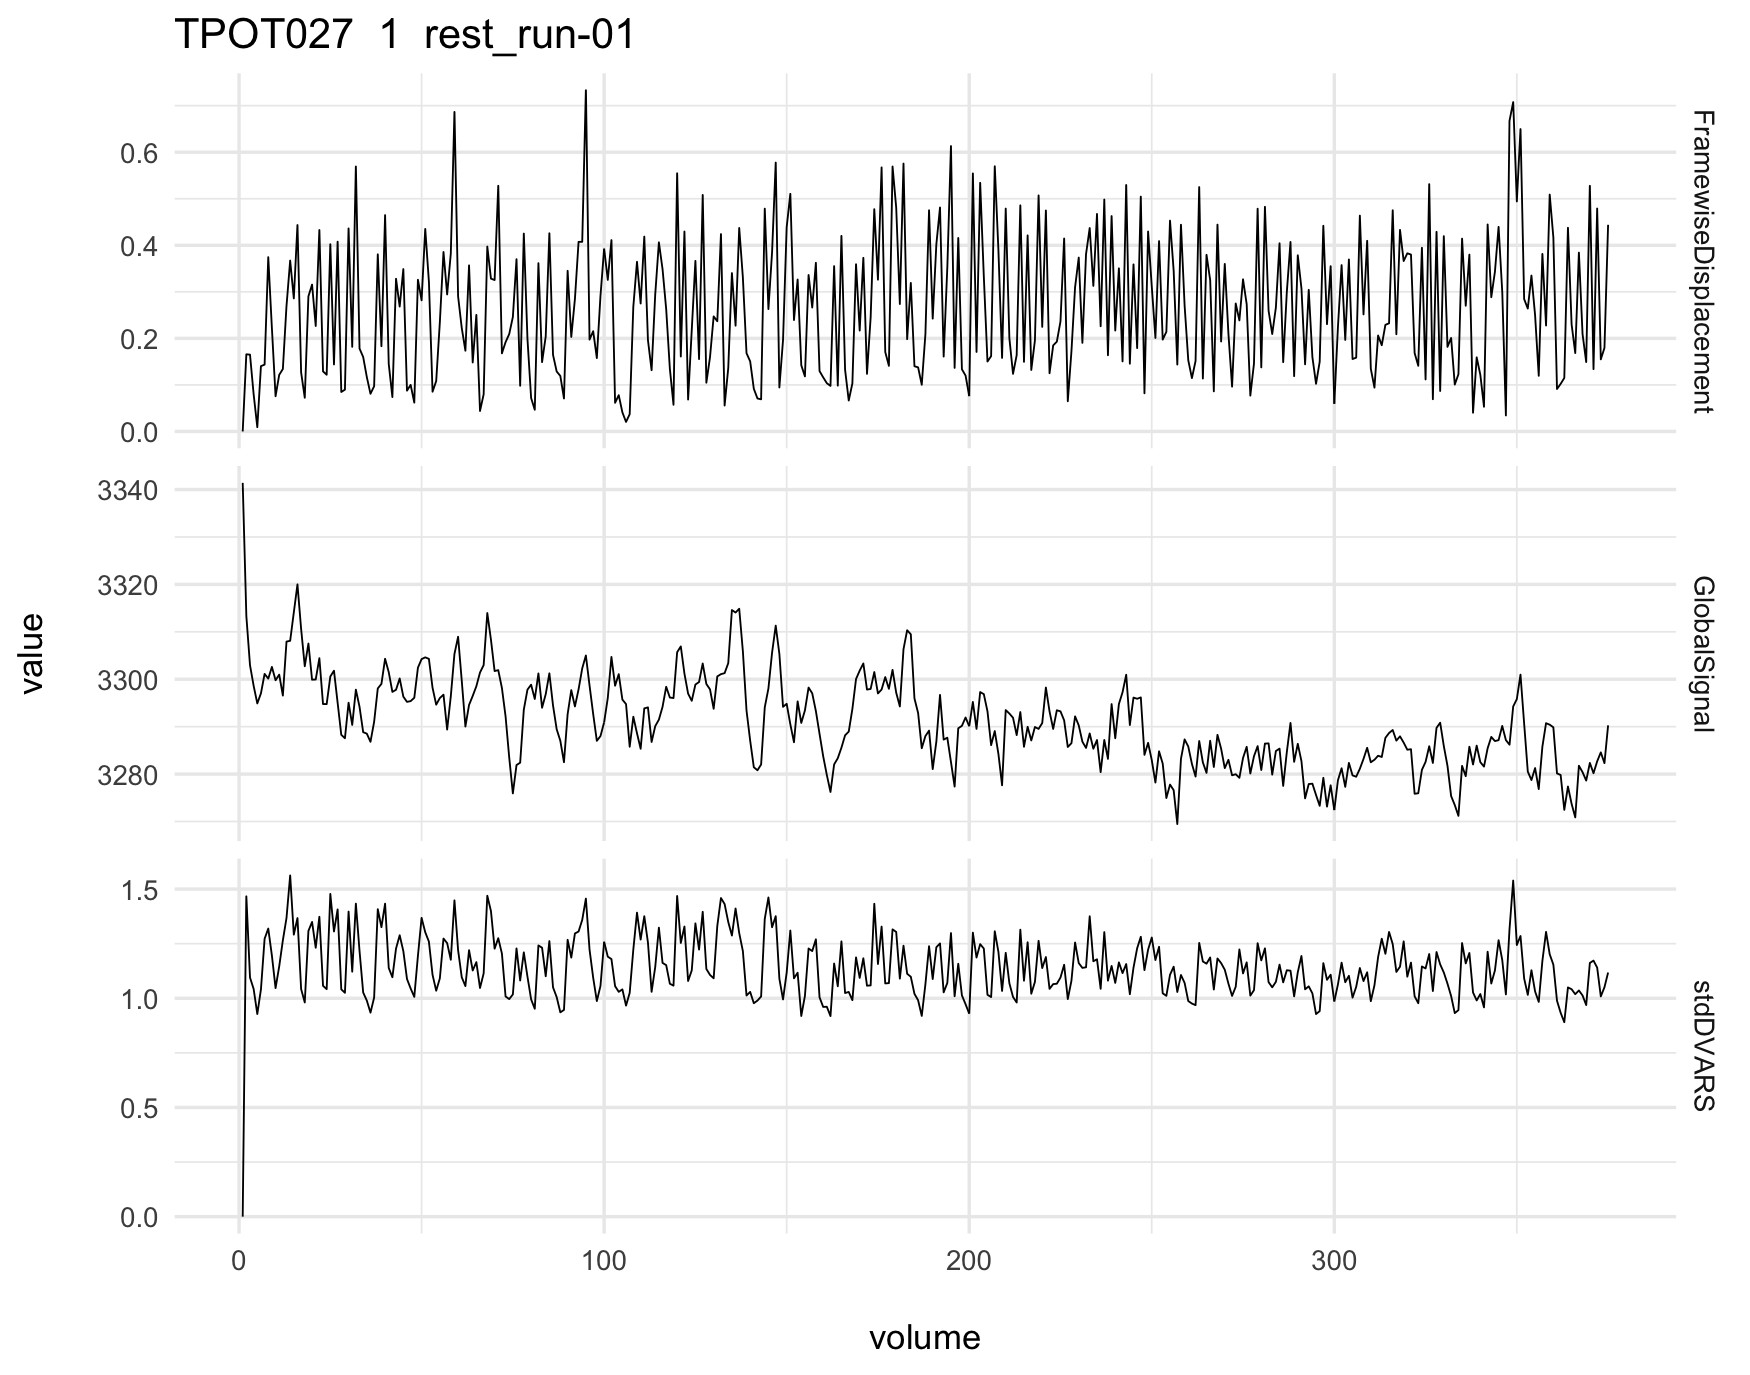 TPOT027 1 rest_run-01
0.6
0.4
0.2
0.0
FramewiseDisplacement
3340
3320
3300
3280
GlobalSignal
value
1.5
1.0
0.5
0.0
stdDVARS
0 100 200 300
volume